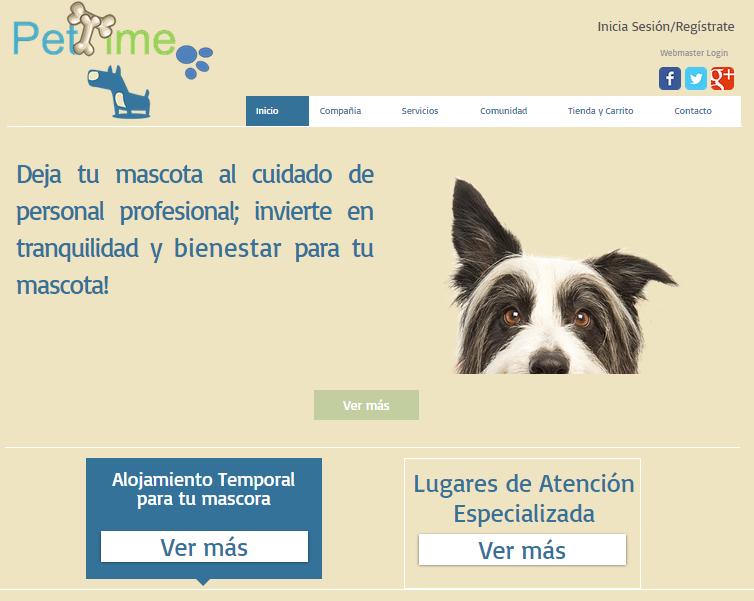 PetTime
Inicia Sesión/Regístrate
Webmaster Login
f g+
Inicio Compañia Servicios Comunidad Tienda y Carrito Contacto
Deja tu mascota al cuidado de
personal profesional; invierte en
tranquilidad y bienestar para tu
mascota!
Ver más
Alojamiento Temporal
para tu mascora
Ver más
Lugares de Atención
Especializada
Ver más